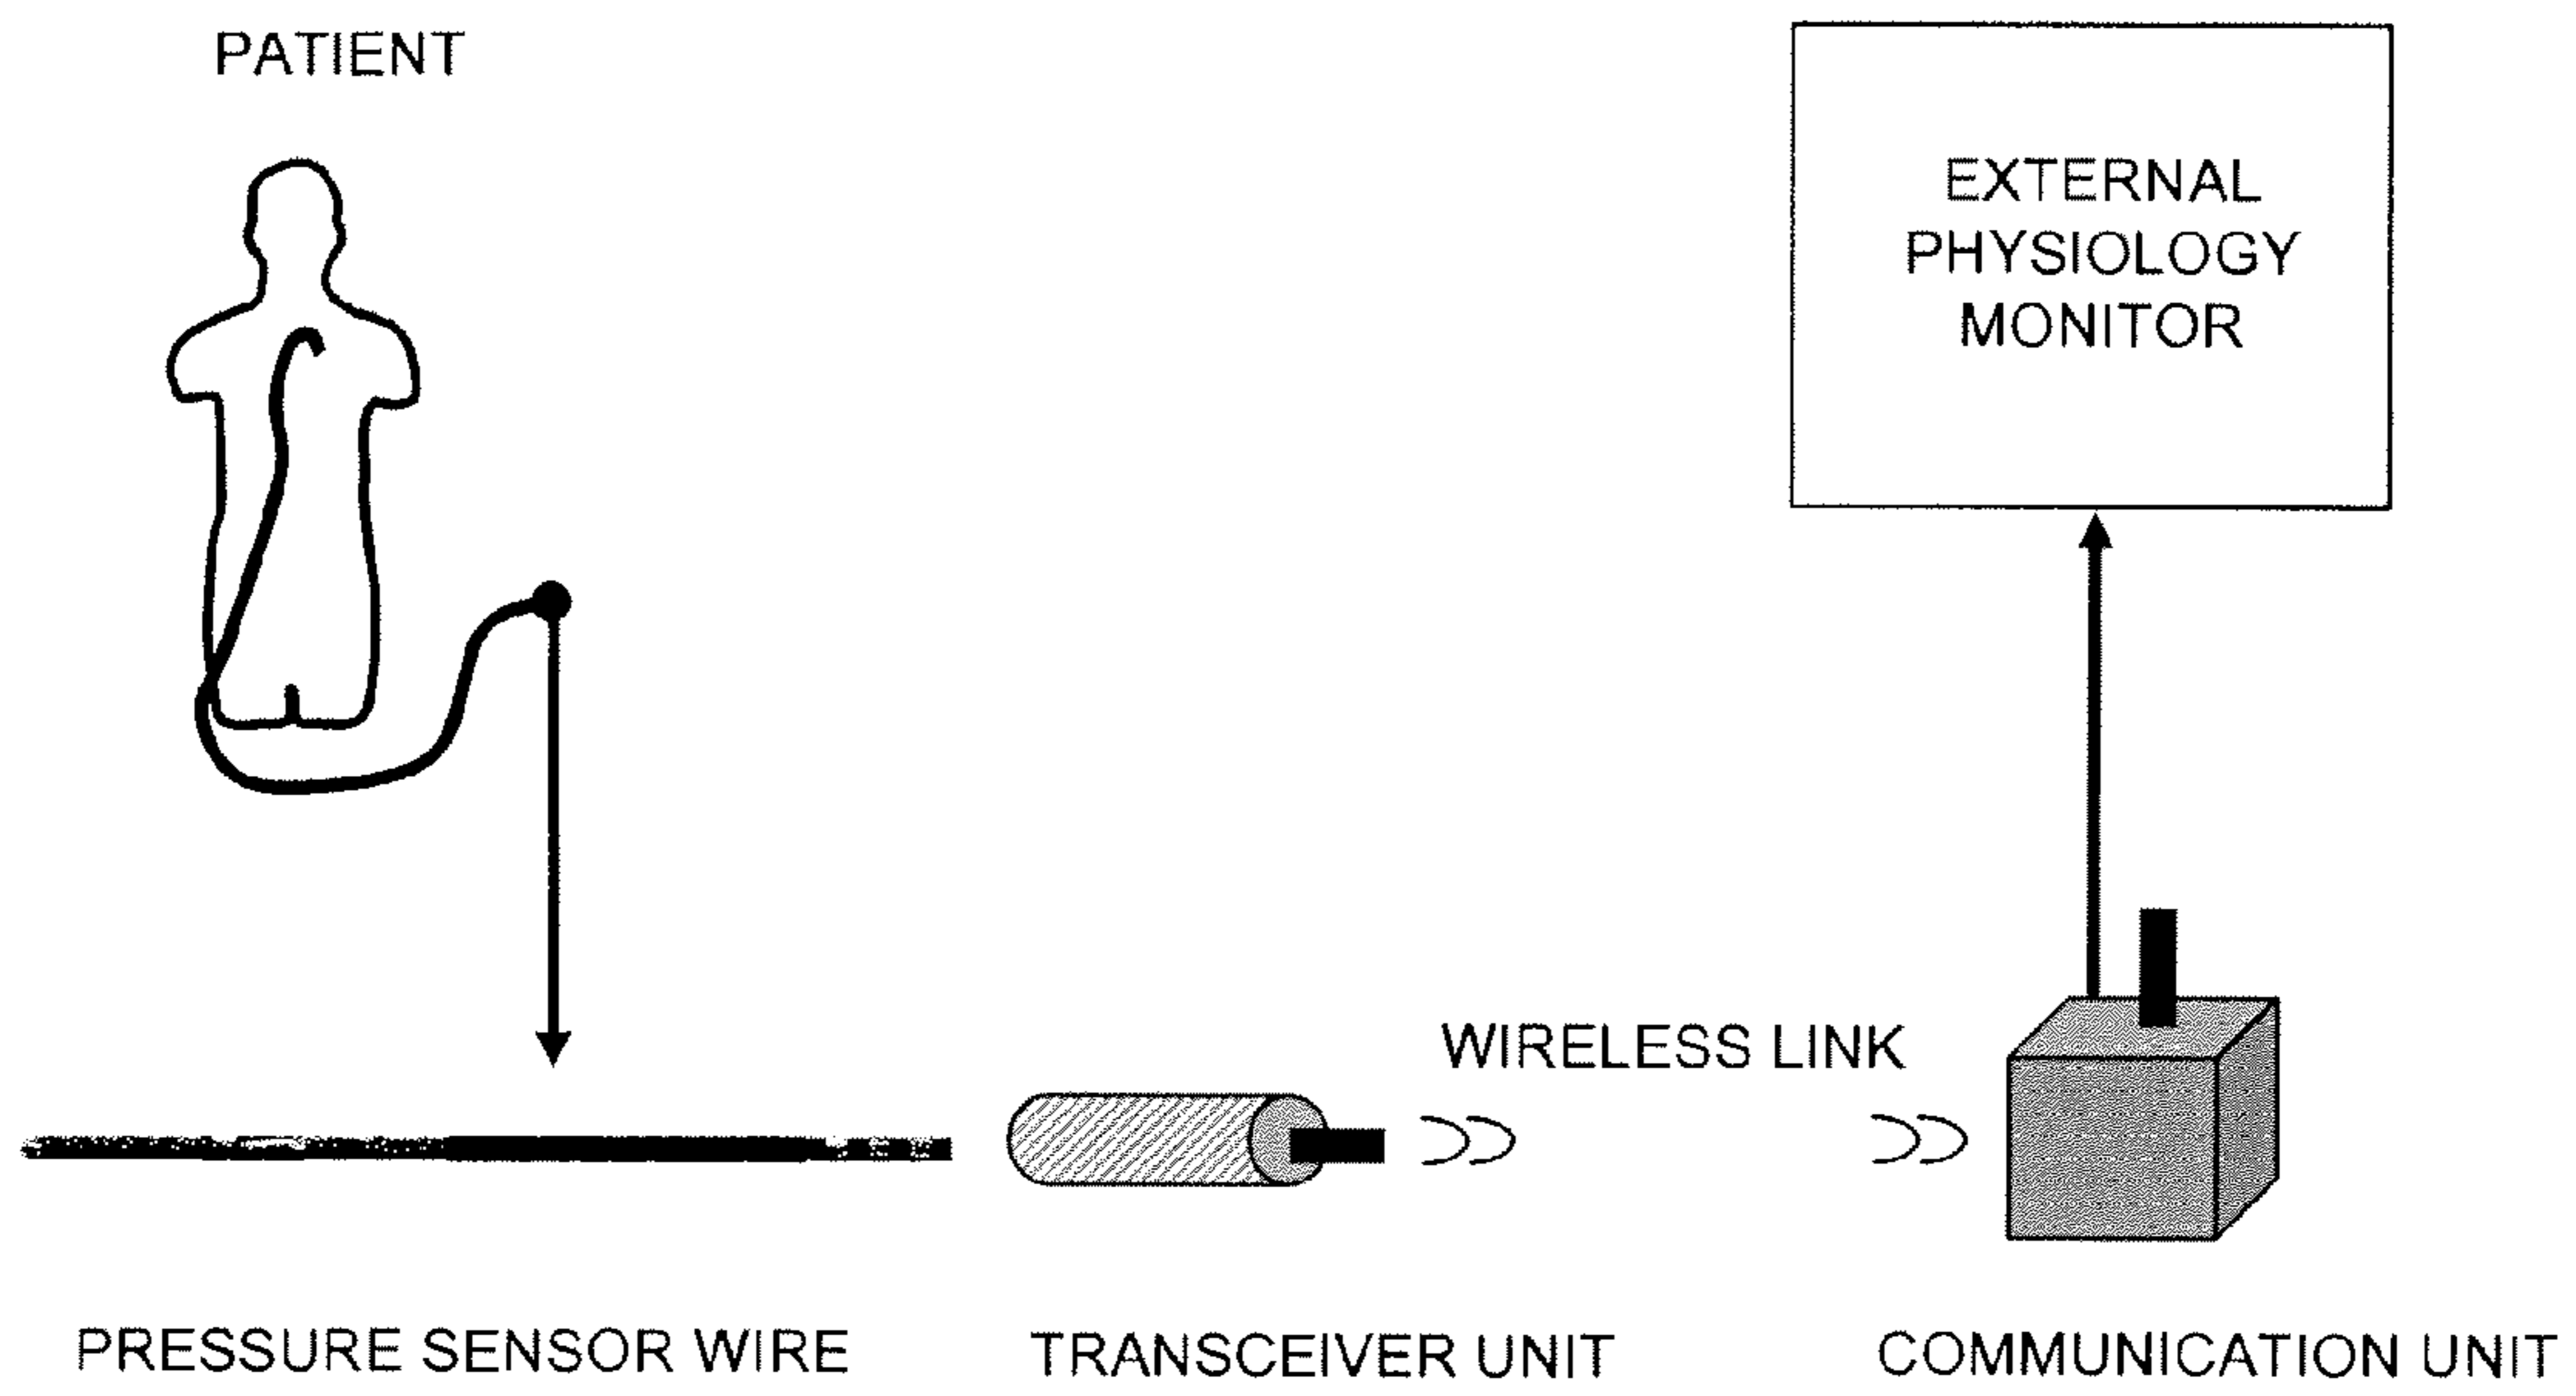 PATIENT
EXTERNAL
PHYSIOLOGY
MONITOR
WIRELESS LINK
PRESSURE SENSOR WIRE
TRANSCEIVER UNIT
COMMUNICATION UNIT